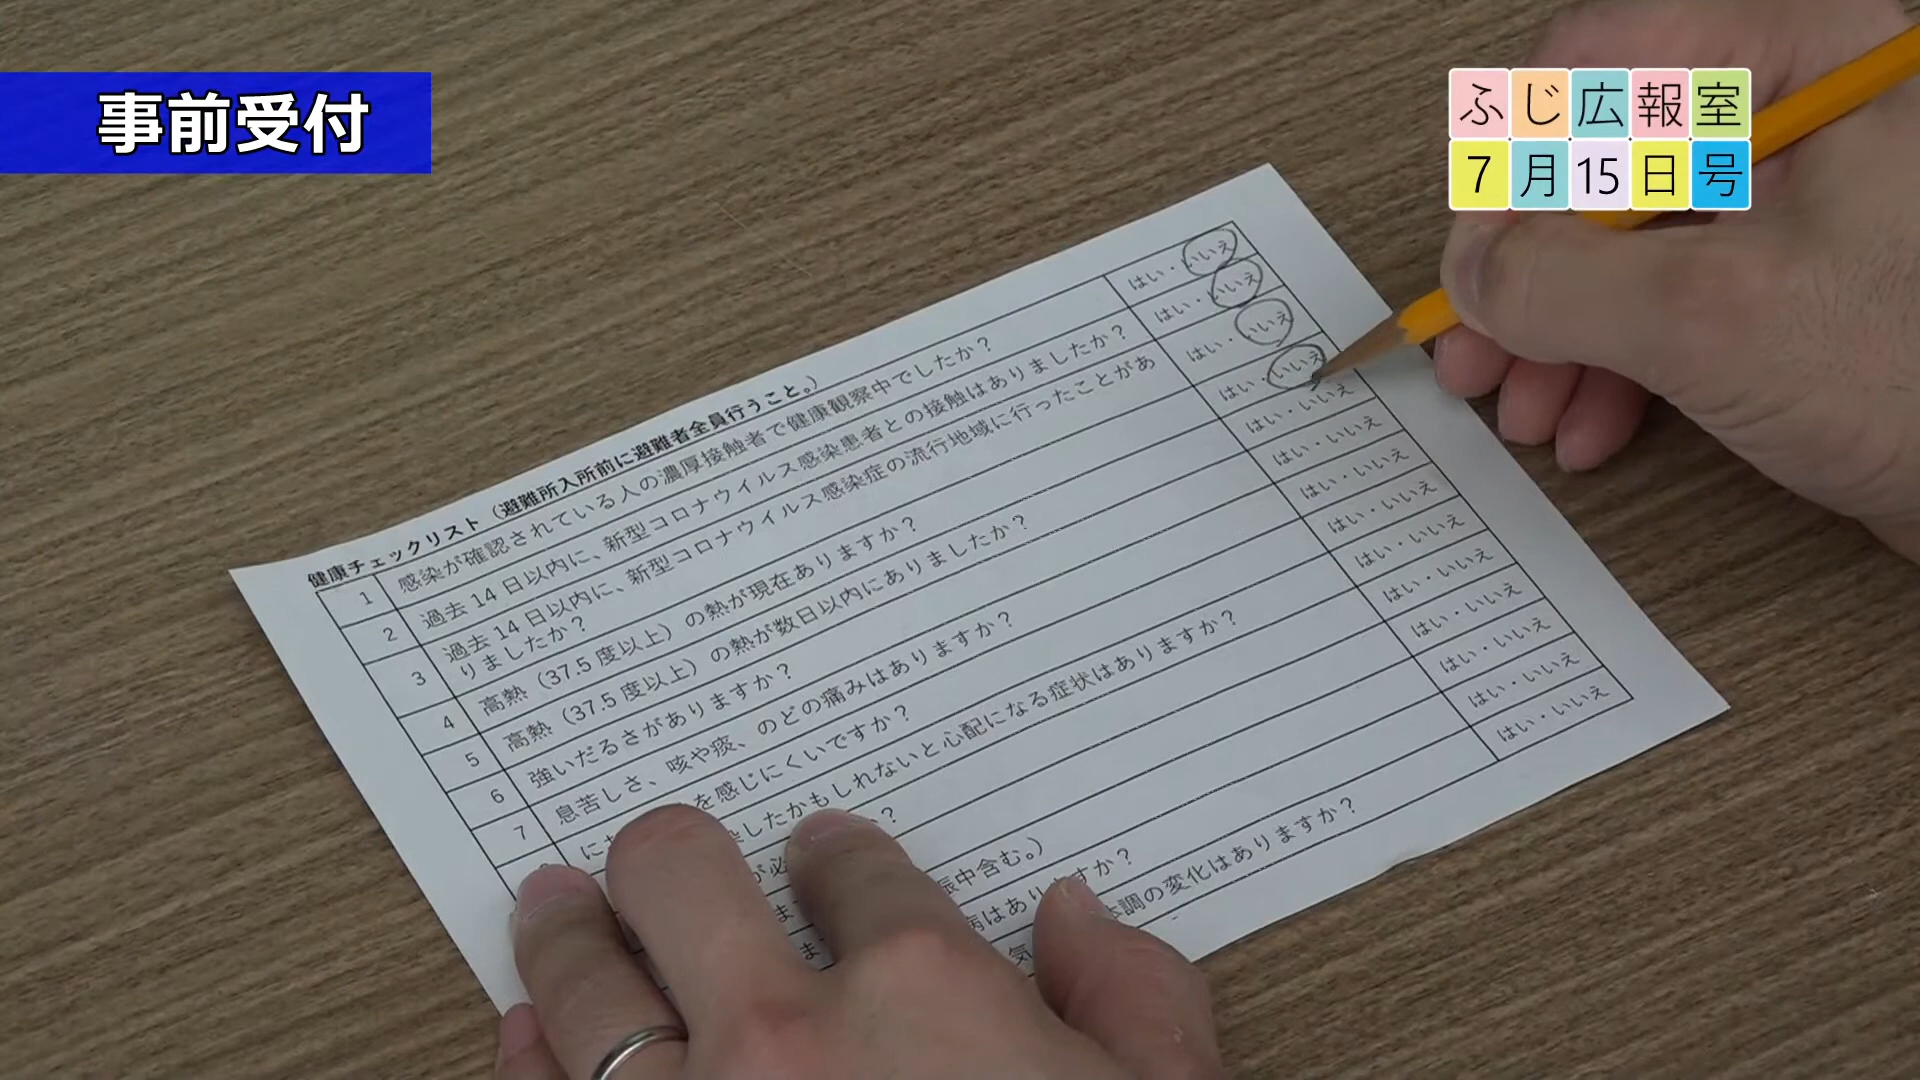 事前受付
ふじ広報室
7月15日号
健康チェックリスト（避難所入所前に避難者全員行うこと。）
1 感染が確認されている人の濃厚接触者で健康観察中でしたか？ はい・いいえ
2 過去14日以内に、新型コロナウイルス感染患者との接触はありましたか？ はい・いいえ
3 過去14日以内に、新型コロナウイルス感染症の流行地域に行ったことがあ はい・いいえ
りましたか？
4 高熱（37.5度以上）の熱が現在ありますか？ はい・いいえ
5 高熱（37.5度以上）の熱が数日以内にありましたか？ はい・いいえ
6 強いだるさがありますか？ はい・いいえ
7 息苦しさ、咳や痰、のどの痛みはありますか？ はい・いいえ
を感じにくいですか？ はい・いいえ
したかもしれないと心配になる症状はありますか？ はい・いいえ
が必 ？ はい・いいえ
中含む。） はい・いいえ
病はありますか？ はい・いいえ
調の変化はありますか？ はい・いいえ
はい・いいえ